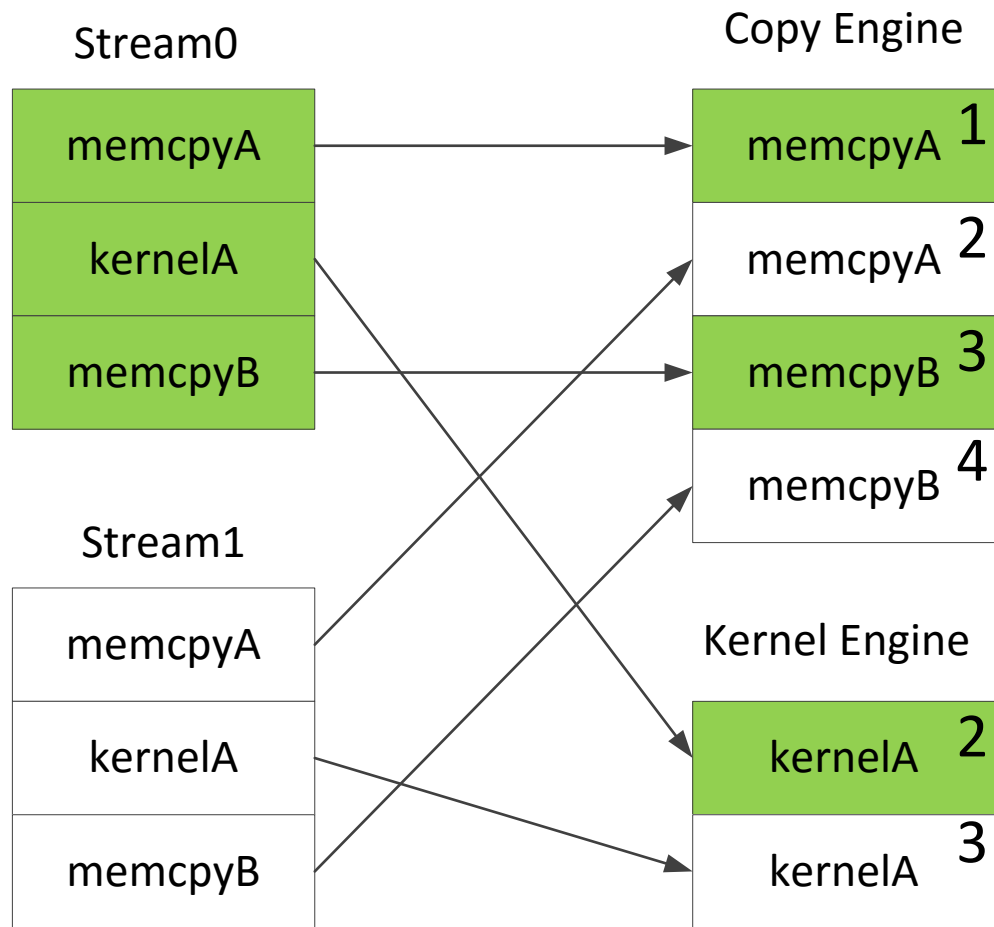 Stream0
memcpyA
kernelA
memcpyB
Stream1
memcpyA
kernelA
memcpyB
Copy Engine
memcpyA 1
memcpyA 2
memcpyB 3
memcpyB 4
Kernel Engine
kernelA 2
kernelA 3